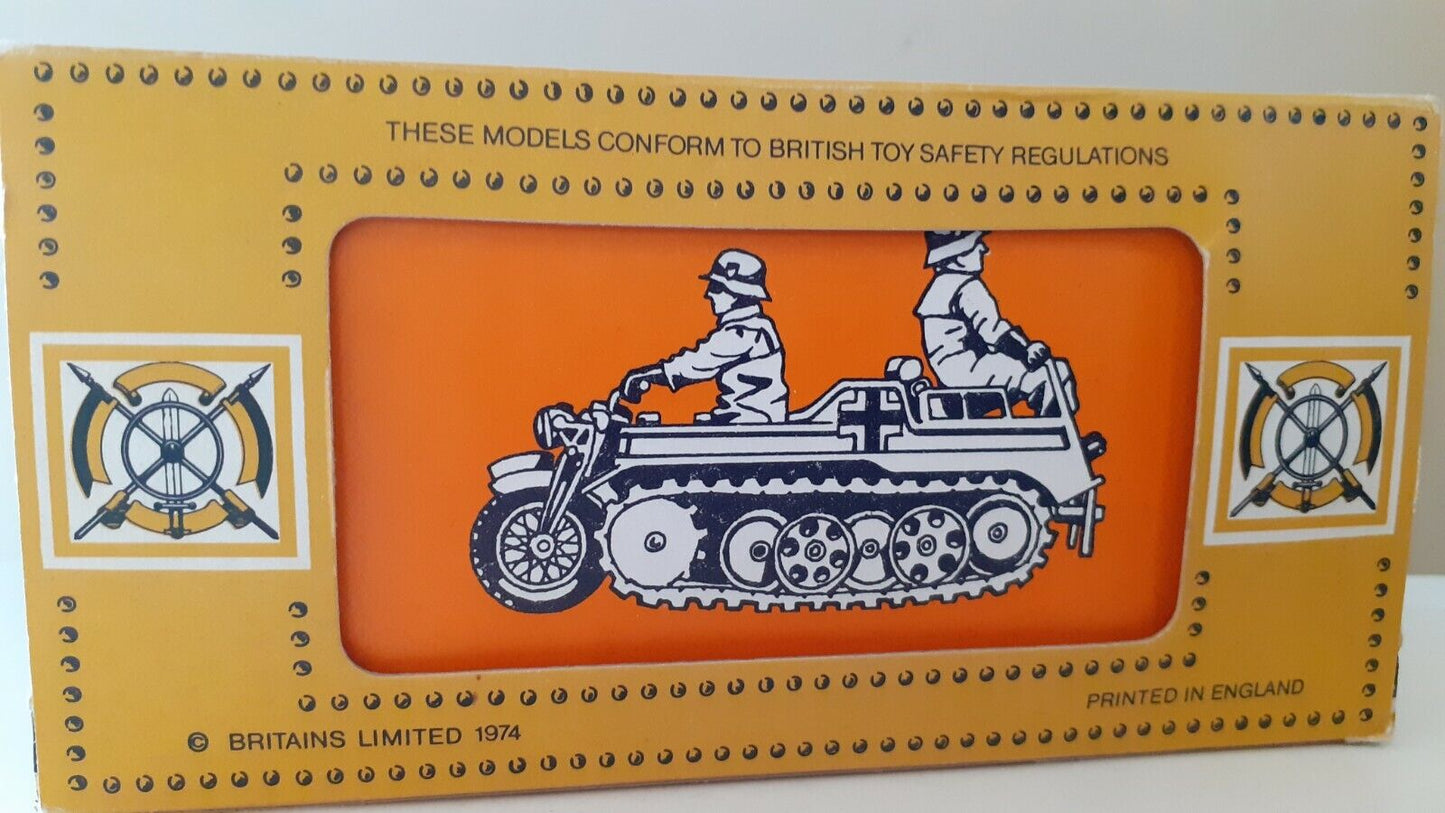 THESE MODELS CONFORM TO BRITISH TOY SAFETY REGULATIONS
PRINTED IN ENGLAND
© BRITAINS LIMITED 1974